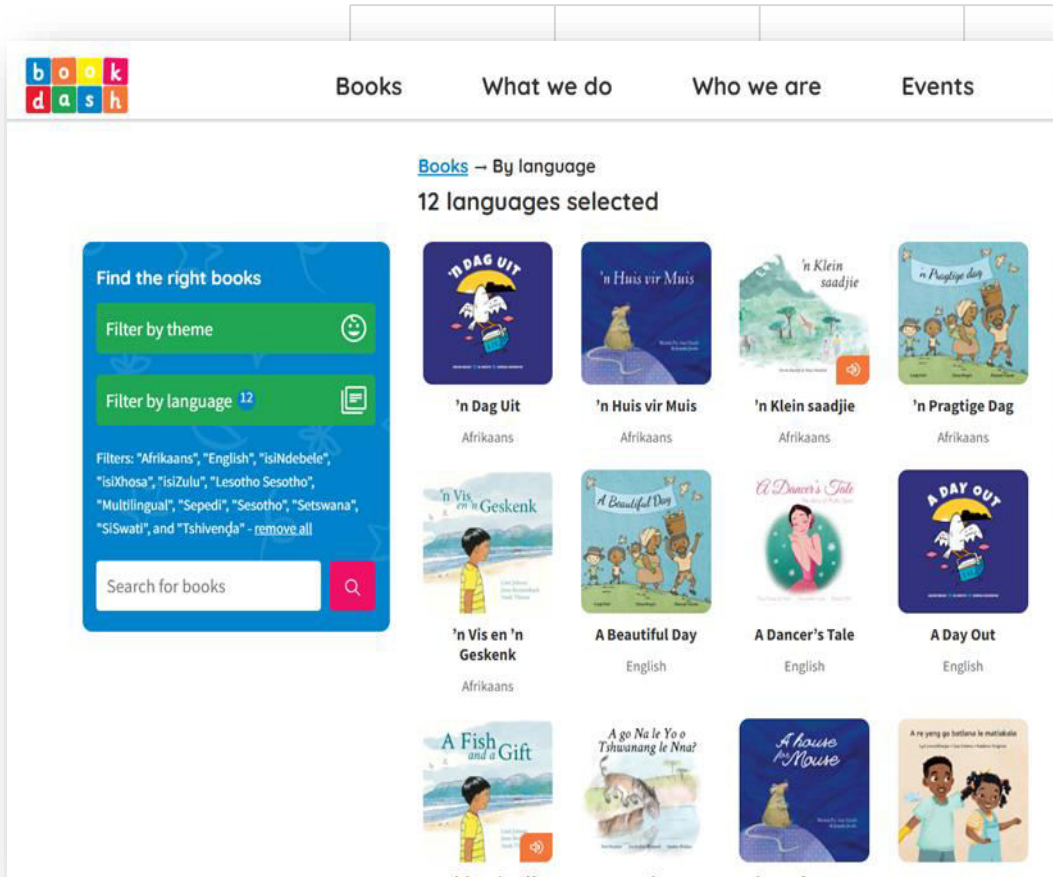 book
dash
Books What we do Who we are Events
Books → By language
12 languages selected
Find the right books
Filter by theme
Filter by language 12
Filters: "Afrikaans", "English", "isiNdebele",
"isiXhosa", "isiZulu", "Lesotho Sesotho",
"Multilingual", "Sepedi", "Sesotho", "Setswana",
"SiSwati", and "Tshivenḓa" - remove all
Search for books
'n DAG UIT
'n Huis vir Muis
'n Klein
saadjie
'n Pragtige dag
’n Dag Uit
’n Huis vir Muis
’n Klein saadjie
’n Pragtige Dag
Afrikaans
Afrikaans
Afrikaans
Afrikaans
'n Vis
en 'n Geskenk
A Beautiful Day
A Dancer's Tale
A DAY OUT
’n Vis en ’n
Geskenk
A Beautiful Day
A Dancer’s Tale
A Day Out
Afrikaans
English
English
English
A Fish
and a Gift
A go Na le Yo o
Tshwanang le Nna?
A house
for Mouse
A re yeng go batlana le matlakala